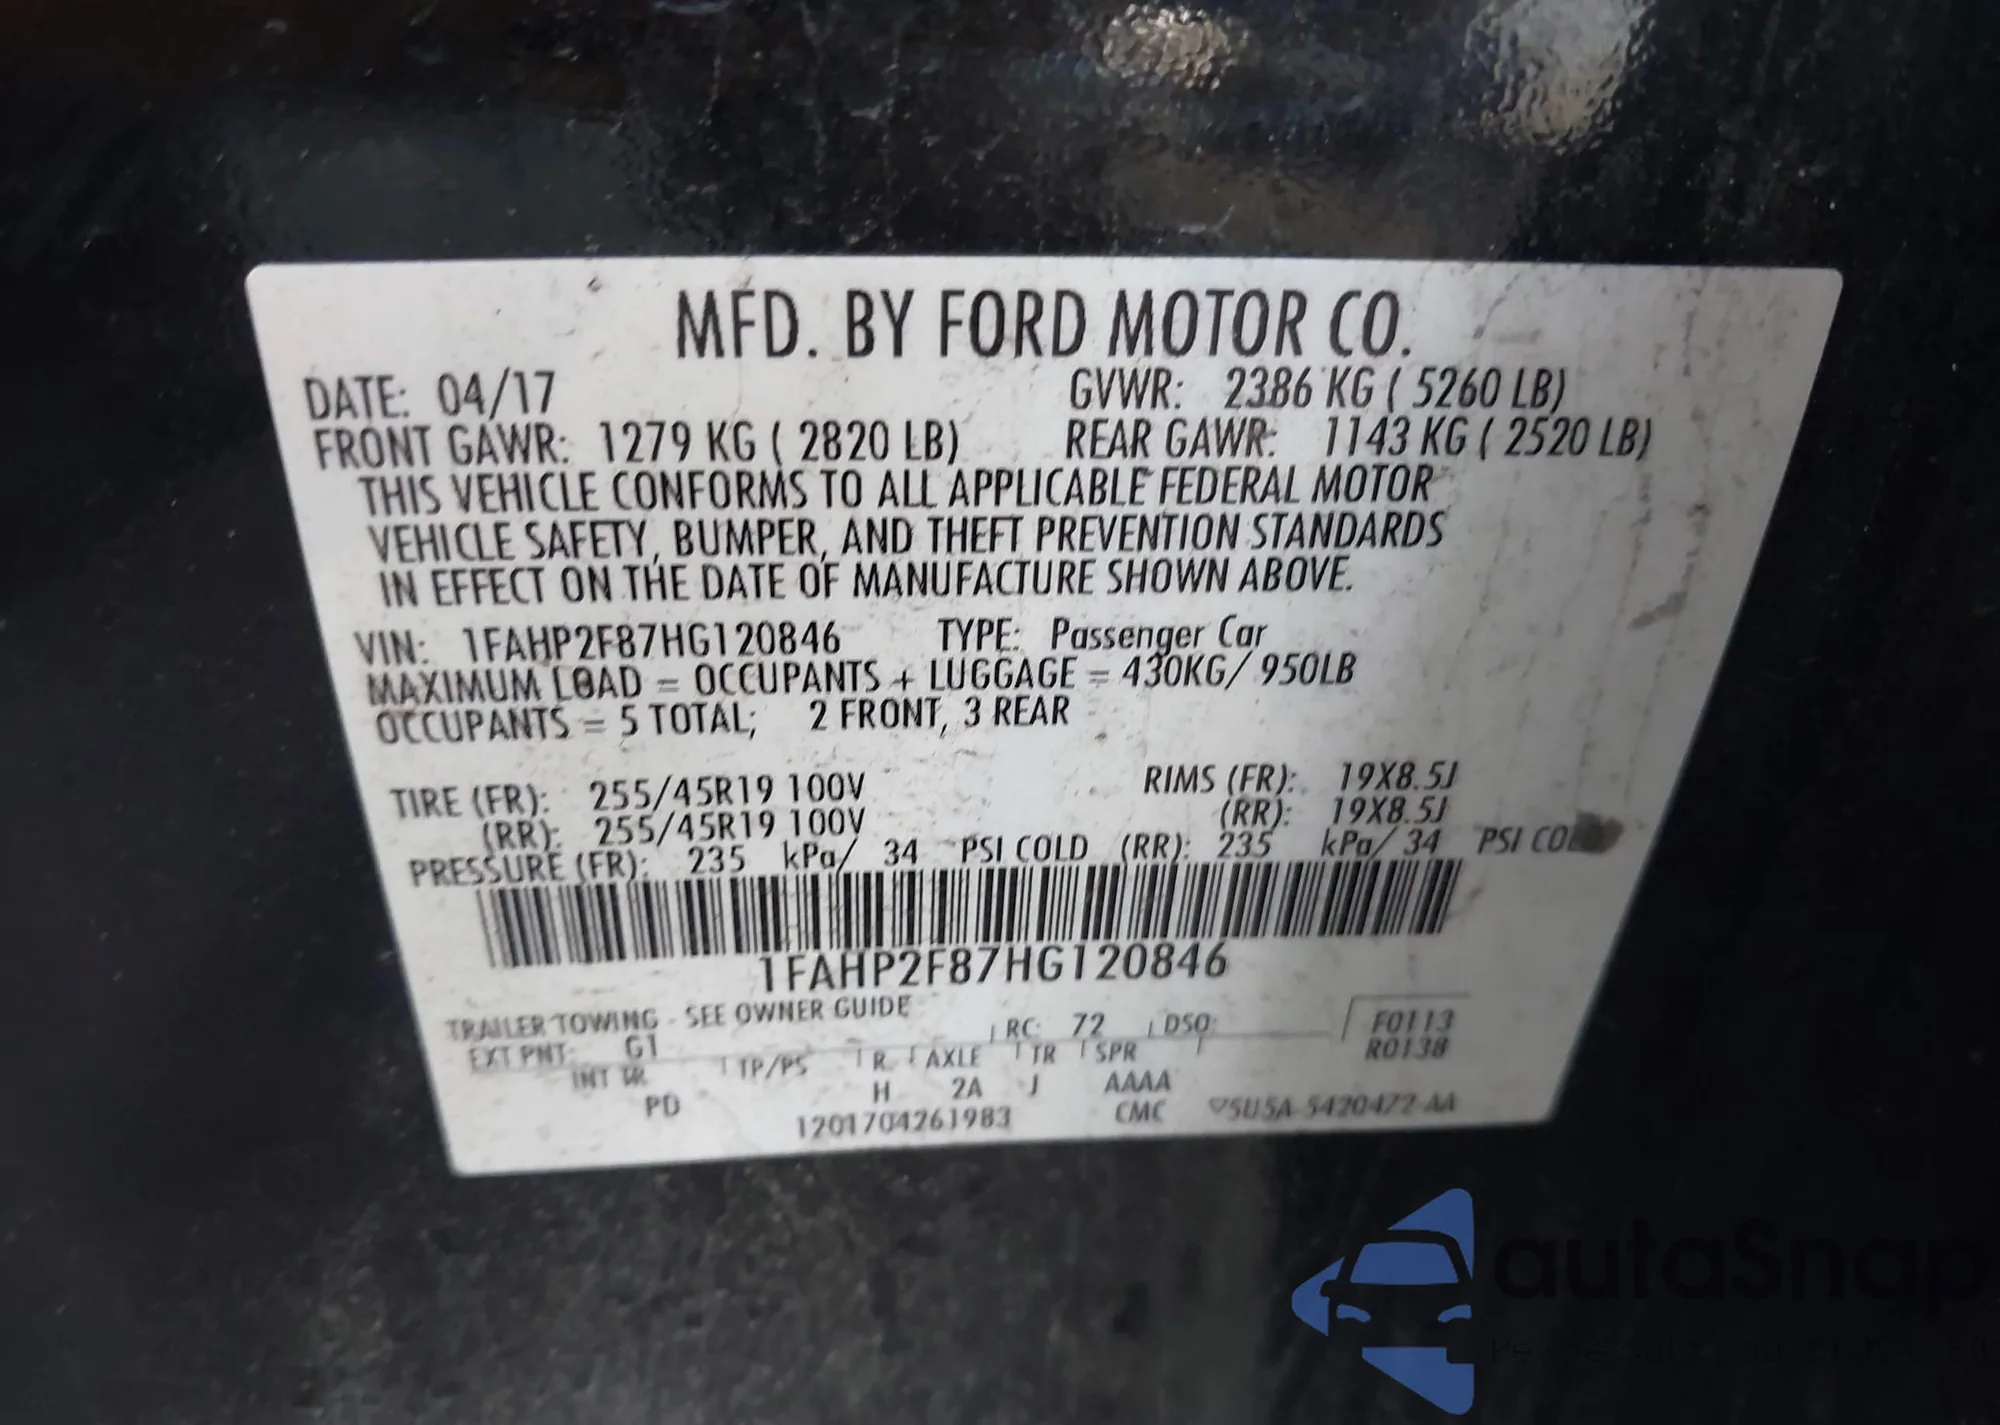 MFD. BY FORD MOTOR CO.
DATE: 04/17 GVWR: 2386 KG ( 5260 LB)
FRONT GAWR: 1279 KG ( 2820 LB) REAR GAWR: 1143 KG ( 2520 LB)
THIS VEHICLE CONFORMS TO ALL APPLICABLE FEDERAL MOTOR
VEHICLE SAFETY, BUMPER, AND THEFT PREVENTION STANDARDS
IN EFFECT ON THE DATE OF MANUFACTURE SHOWN ABOVE.
VIN: 1FAHP2F87HG120846 TYPE: Passenger Car
MAXIMUM LOAD = OCCUPANTS + LUGGAGE = 430KG/ 950LB
OCCUPANTS = 5 TOTAL; 2 FRONT, 3 REAR
TIRE (FR): 255/45R19 100V RIMS (FR): 19X8.5J
(RR): 255/45R19 100V (RR): 19X8.5J
PRESSURE (FR): 235 kPa/ 34 PSI COLD (RR): 235 kPa/ 34 PSI COLD
1FAHP2F87HG120846
TRAILER TOWING - SEE OWNER GUIDE
EXT PNT: G1 RC: 72 DSO: F0113
R0138
INT TR TP/PS R AXLE TR SPR
PD H 2A J AAAA
1201704261983 CMC 5U5A-5420472-AA
autoSnap